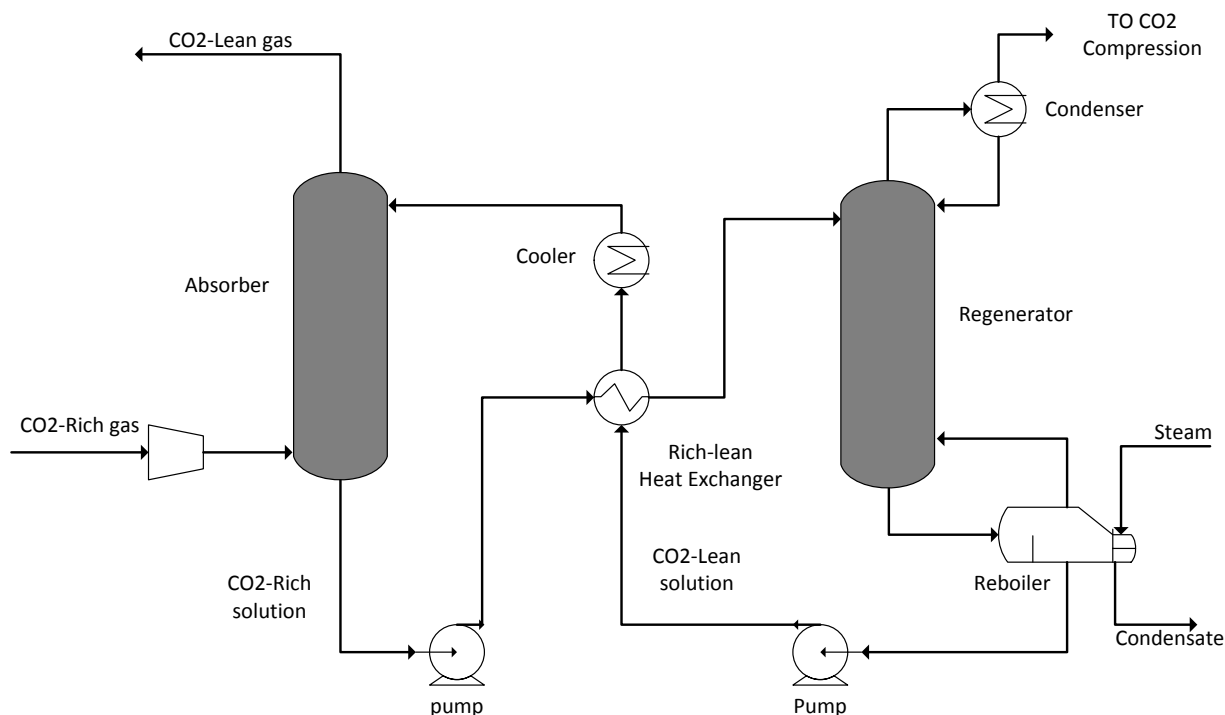 CO2-Lean gas
TO CO2
Compression
Condenser
Cooler
Absorber
Regenerator
CO2-Rich gas
Rich-lean
Heat Exchanger
Steam
CO2-Rich
solution
CO2-Lean
solution
Reboiler
Condensate
pump
Pump